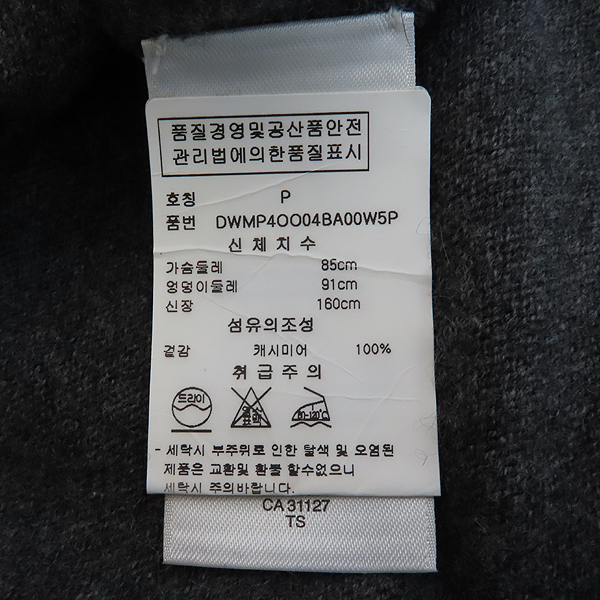 품질경영및공산품안전
관리법에의한품질표시
호칭 P
품번 DWMP4OO04BA00W5P
신체치수
가슴둘레 85cm
엉덩이둘레 91cm
신장 160cm
섬유의조성
겉감 캐시미어 100%
취급주의
드라이
- 세탁시 부주위로 인한 탈색 및 오염된
제품은 교환및 환불 할수없으니
세탁시 주의바랍니다.
CA 31127
TS